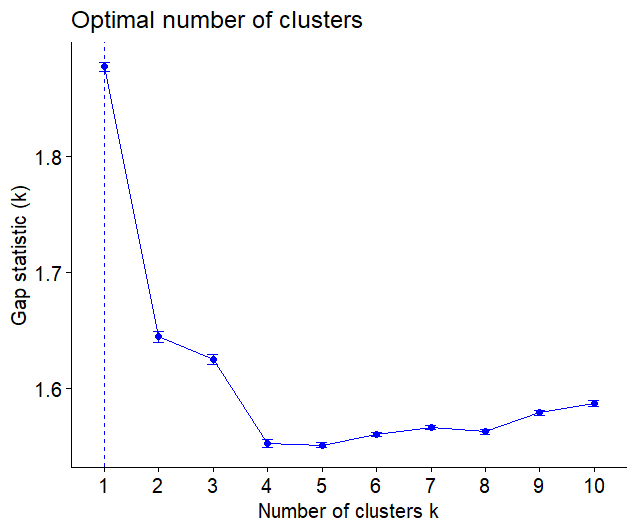 Optimal number of clusters
Gap statistic (k)
1.8
1.7
1.6
1 2 3 4 5 6 7 8 9 10
Number of clusters k